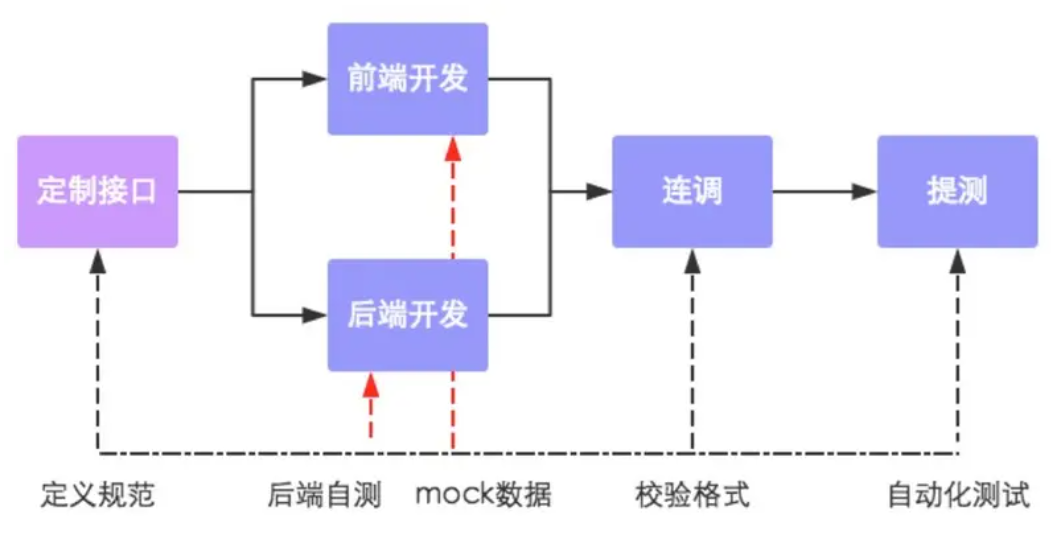 前端开发
定制接口
连调
提测
后端开发
定义规范
后端自测
mock数据
校验格式
自动化测试